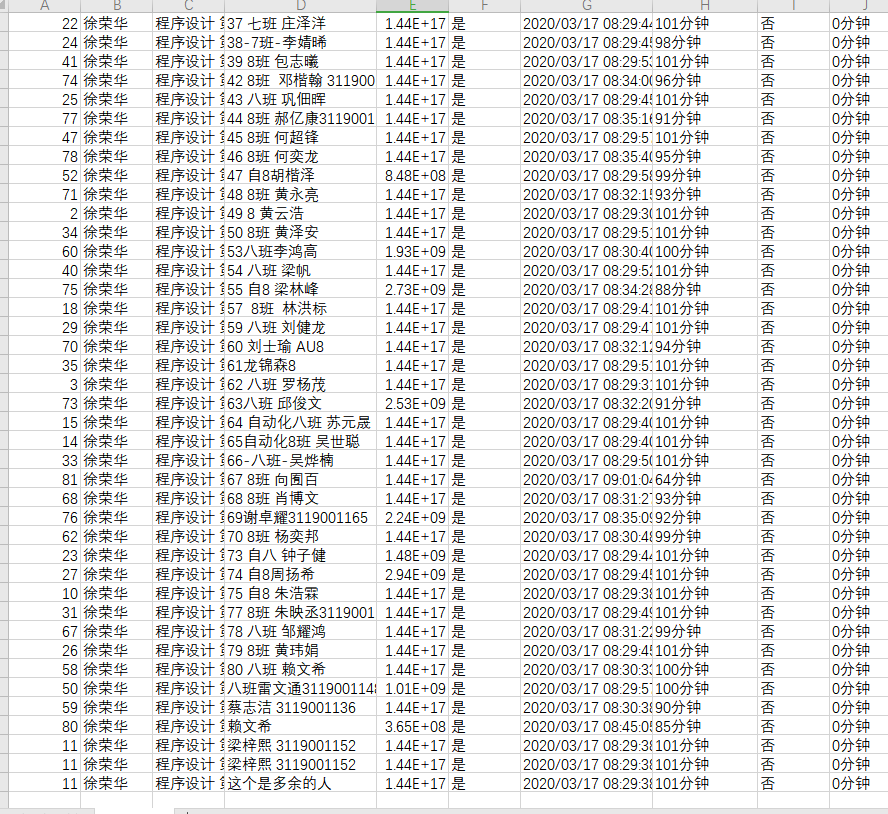 A B C D E F G H I J
22 徐荣华 程序设计 37 七班 庄泽洋 1.44E+17 是 2020/03/17 08:29:44 101分钟 否 0分钟
24 徐荣华 程序设计 38-7班-李婧晞 1.44E+17 是 2020/03/17 08:29:45 98分钟 否 0分钟
41 徐荣华 程序设计 39 8班 包志曦 1.44E+17 是 2020/03/17 08:29:53 101分钟 否 0分钟
74 徐荣华 程序设计 42 8班  邓楷翰 311900 1.44E+17 是 2020/03/17 08:34:00 96分钟 否 0分钟
25 徐荣华 程序设计 43 八班 巩佃晖 1.44E+17 是 2020/03/17 08:29:45 101分钟 否 0分钟
77 徐荣华 程序设计 44 8班 郝亿康3119001 1.44E+17 是 2020/03/17 08:35:16 91分钟 否 0分钟
47 徐荣华 程序设计 45 8班 何超锋 1.44E+17 是 2020/03/17 08:29:57 101分钟 否 0分钟
78 徐荣华 程序设计 46 8班 何奕龙 1.44E+17 是 2020/03/17 08:35:40 95分钟 否 0分钟
52 徐荣华 程序设计 47 自8胡楷泽 8.48E+08 是 2020/03/17 08:29:58 99分钟 否 0分钟
71 徐荣华 程序设计 48 8班 黄永亮 1.44E+17 是 2020/03/17 08:32:15 93分钟 否 0分钟
2 徐荣华 程序设计 49 8 黄云浩 1.44E+17 是 2020/03/17 08:29:30 101分钟 否 0分钟
34 徐荣华 程序设计 50 8班 黄泽安 1.44E+17 是 2020/03/17 08:29:51 101分钟 否 0分钟
60 徐荣华 程序设计 53八班李鸿高 1.93E+09 是 2020/03/17 08:30:40 100分钟 否 0分钟
40 徐荣华 程序设计 54 八班 梁帆 1.44E+17 是 2020/03/17 08:29:52 101分钟 否 0分钟
75 徐荣华 程序设计 55 自8 梁林峰 2.73E+09 是 2020/03/17 08:34:28 88分钟 否 0分钟
18 徐荣华 程序设计 57  8班  林洪标 1.44E+17 是 2020/03/17 08:29:41 101分钟 否 0分钟
29 徐荣华 程序设计 59 八班 刘健龙 1.44E+17 是 2020/03/17 08:29:47 101分钟 否 0分钟
70 徐荣华 程序设计 60 刘士瑜 AU8 1.44E+17 是 2020/03/17 08:32:12 94分钟 否 0分钟
35 徐荣华 程序设计 61龙锦森8 1.44E+17 是 2020/03/17 08:29:51 101分钟 否 0分钟
3 徐荣华 程序设计 62 八班 罗杨茂 1.44E+17 是 2020/03/17 08:29:31 101分钟 否 0分钟
73 徐荣华 程序设计 63八班 邱俊文 2.53E+09 是 2020/03/17 08:32:20 91分钟 否 0分钟
15 徐荣华 程序设计 64 自动化八班 苏元晟 1.44E+17 是 2020/03/17 08:29:40 101分钟 否 0分钟
14 徐荣华 程序设计 65自动化8班 吴世聪 1.44E+17 是 2020/03/17 08:29:40 101分钟 否 0分钟
33 徐荣华 程序设计 66-八班-吴烨楠 1.44E+17 是 2020/03/17 08:29:50 101分钟 否 0分钟
81 徐荣华 程序设计 67 8班 向囿百 1.44E+17 是 2020/03/17 09:01:04 64分钟 否 0分钟
68 徐荣华 程序设计 68 8班 肖博文 1.44E+17 是 2020/03/17 08:31:27 93分钟 否 0分钟
76 徐荣华 程序设计 69谢卓耀3119001165 2.24E+09 是 2020/03/17 08:35:09 92分钟 否 0分钟
62 徐荣华 程序设计 70 8班 杨奕邦 1.44E+17 是 2020/03/17 08:30:48 99分钟 否 0分钟
23 徐荣华 程序设计 73 自八 钟子健 1.48E+09 是 2020/03/17 08:29:44 101分钟 否 0分钟
27 徐荣华 程序设计 74 自8周扬希 2.94E+09 是 2020/03/17 08:29:45 101分钟 否 0分钟
10 徐荣华 程序设计 75 自8 朱浩霖 1.44E+17 是 2020/03/17 08:29:38 101分钟 否 0分钟
31 徐荣华 程序设计 77 8班 朱映丞3119001 1.44E+17 是 2020/03/17 08:29:49 101分钟 否 0分钟
67 徐荣华 程序设计 78 八班 邹耀鸿 1.44E+17 是 2020/03/17 08:31:22 99分钟 否 0分钟
26 徐荣华 程序设计 79 8班 黄玮娟 1.44E+17 是 2020/03/17 08:29:45 101分钟 否 0分钟
58 徐荣华 程序设计 80 八班 赖文希 1.44E+17 是 2020/03/17 08:30:33 100分钟 否 0分钟
50 徐荣华 程序设计 八班雷文通3119001148 1.01E+09 是 2020/03/17 08:29:57 100分钟 否 0分钟
59 徐荣华 程序设计 蔡志洁 3119001136 1.44E+17 是 2020/03/17 08:30:38 90分钟 否 0分钟
80 徐荣华 程序设计 赖文希 3.65E+08 是 2020/03/17 08:45:05 85分钟 否 0分钟
11 徐荣华 程序设计 梁梓熙 3119001152 1.44E+17 是 2020/03/17 08:29:38 101分钟 否 0分钟
11 徐荣华 程序设计 梁梓熙 3119001152 1.44E+17 是 2020/03/17 08:29:38 101分钟 否 0分钟
11 徐荣华 程序设计 这个是多余的人 1.44E+17 是 2020/03/17 08:29:38 101分钟 否 0分钟